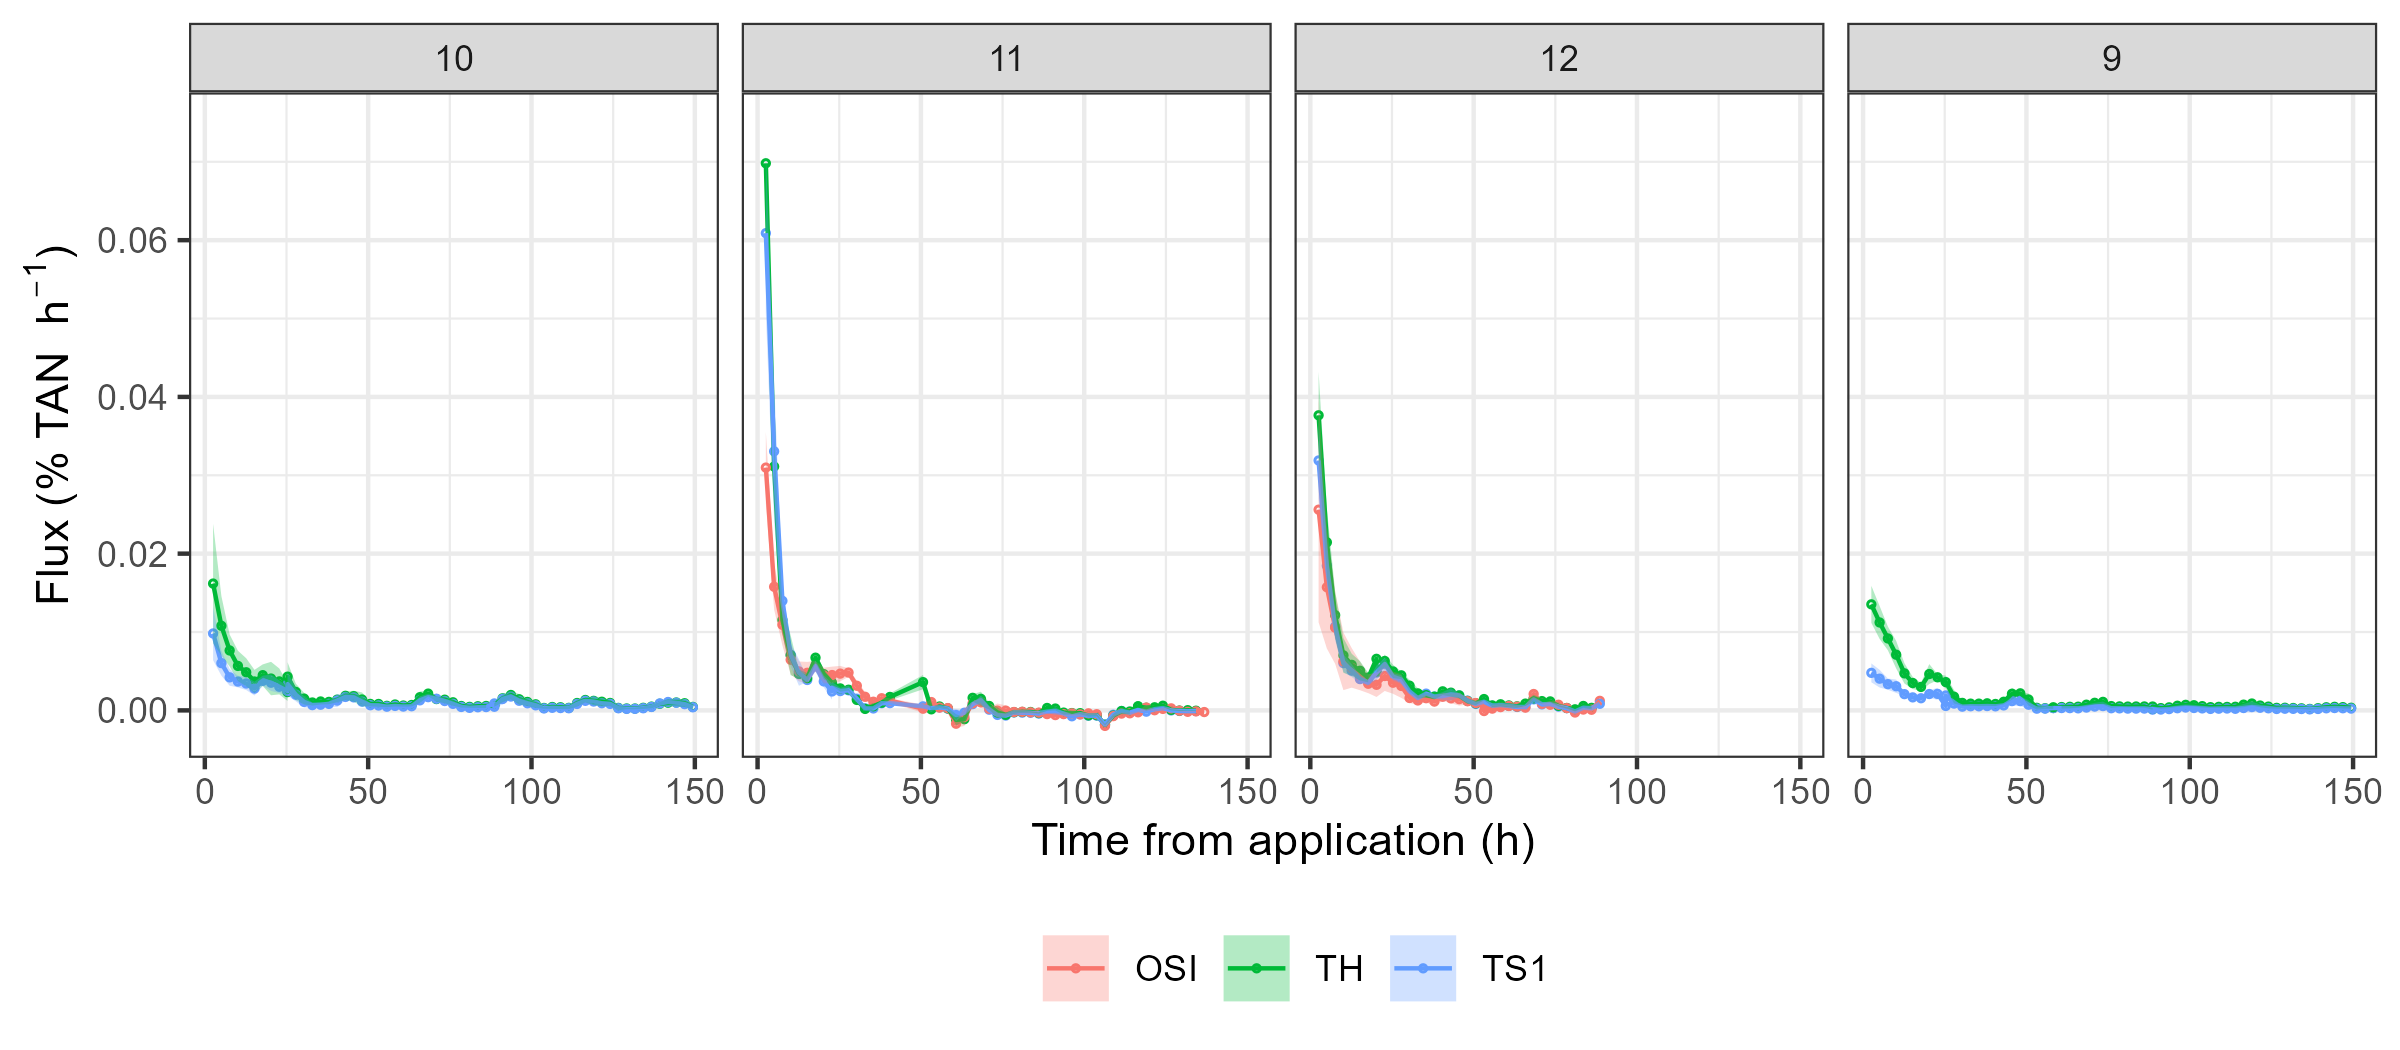 10 11 12 9
Flux (% TAN h⁻¹)
0.06
0.04
0.02
0.00
0 50 100 150 0 50 100 150 0 50 100 150 0 50 100 150
Time from application (h)
OSI TH TS1